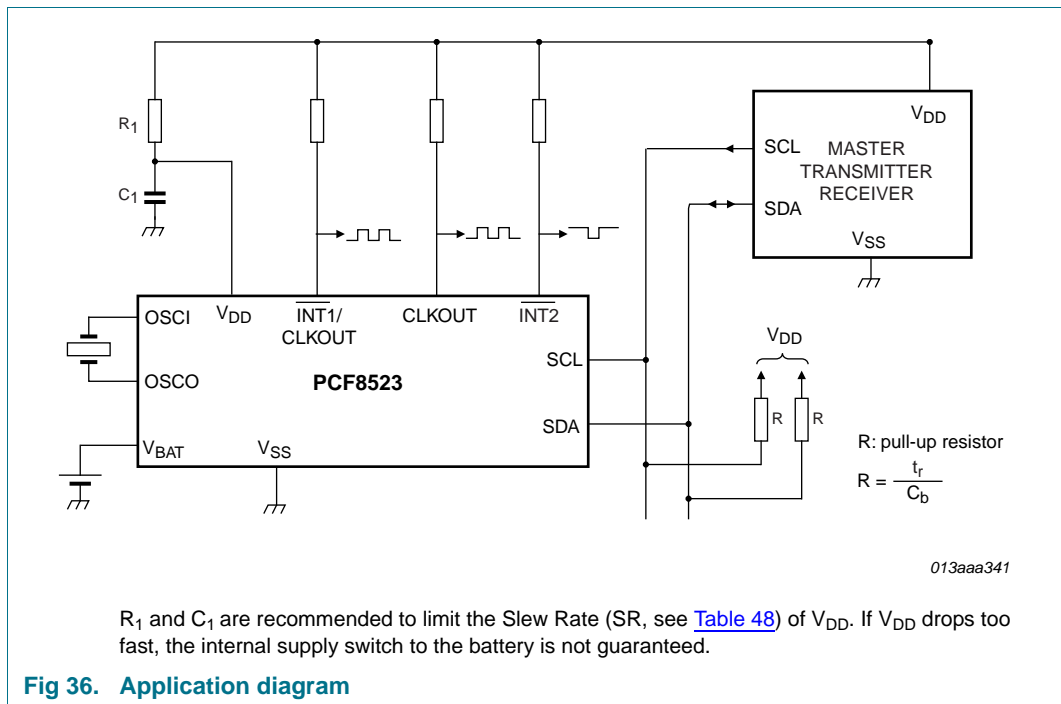 R1
C1
VDD
SCL
MASTER
TRANSMITTER
RECEIVER
SDA
VSS
OSCI
VDD
INT1/
CLKOUT
CLKOUT
INT2
SCL
OSCO
PCF8523
SDA
VBAT
VSS
VDD
R
R
R: pull-up resistor
R = tr / Cb
013aaa341
R1 and C1 are recommended to limit the Slew Rate (SR, see Table 48) of VDD. If VDD drops too
fast, the internal supply switch to the battery is not guaranteed.
Fig 36. Application diagram